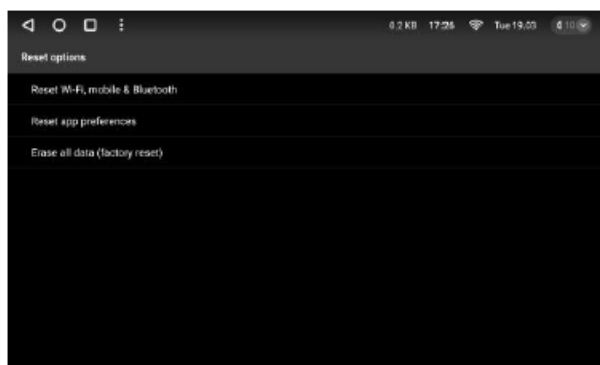 0.2 KB 17:26 Tue 19.03
Reset options
Reset Wi-Fi, mobile & Bluetooth
Reset app preferences
Erase all data (factory reset)